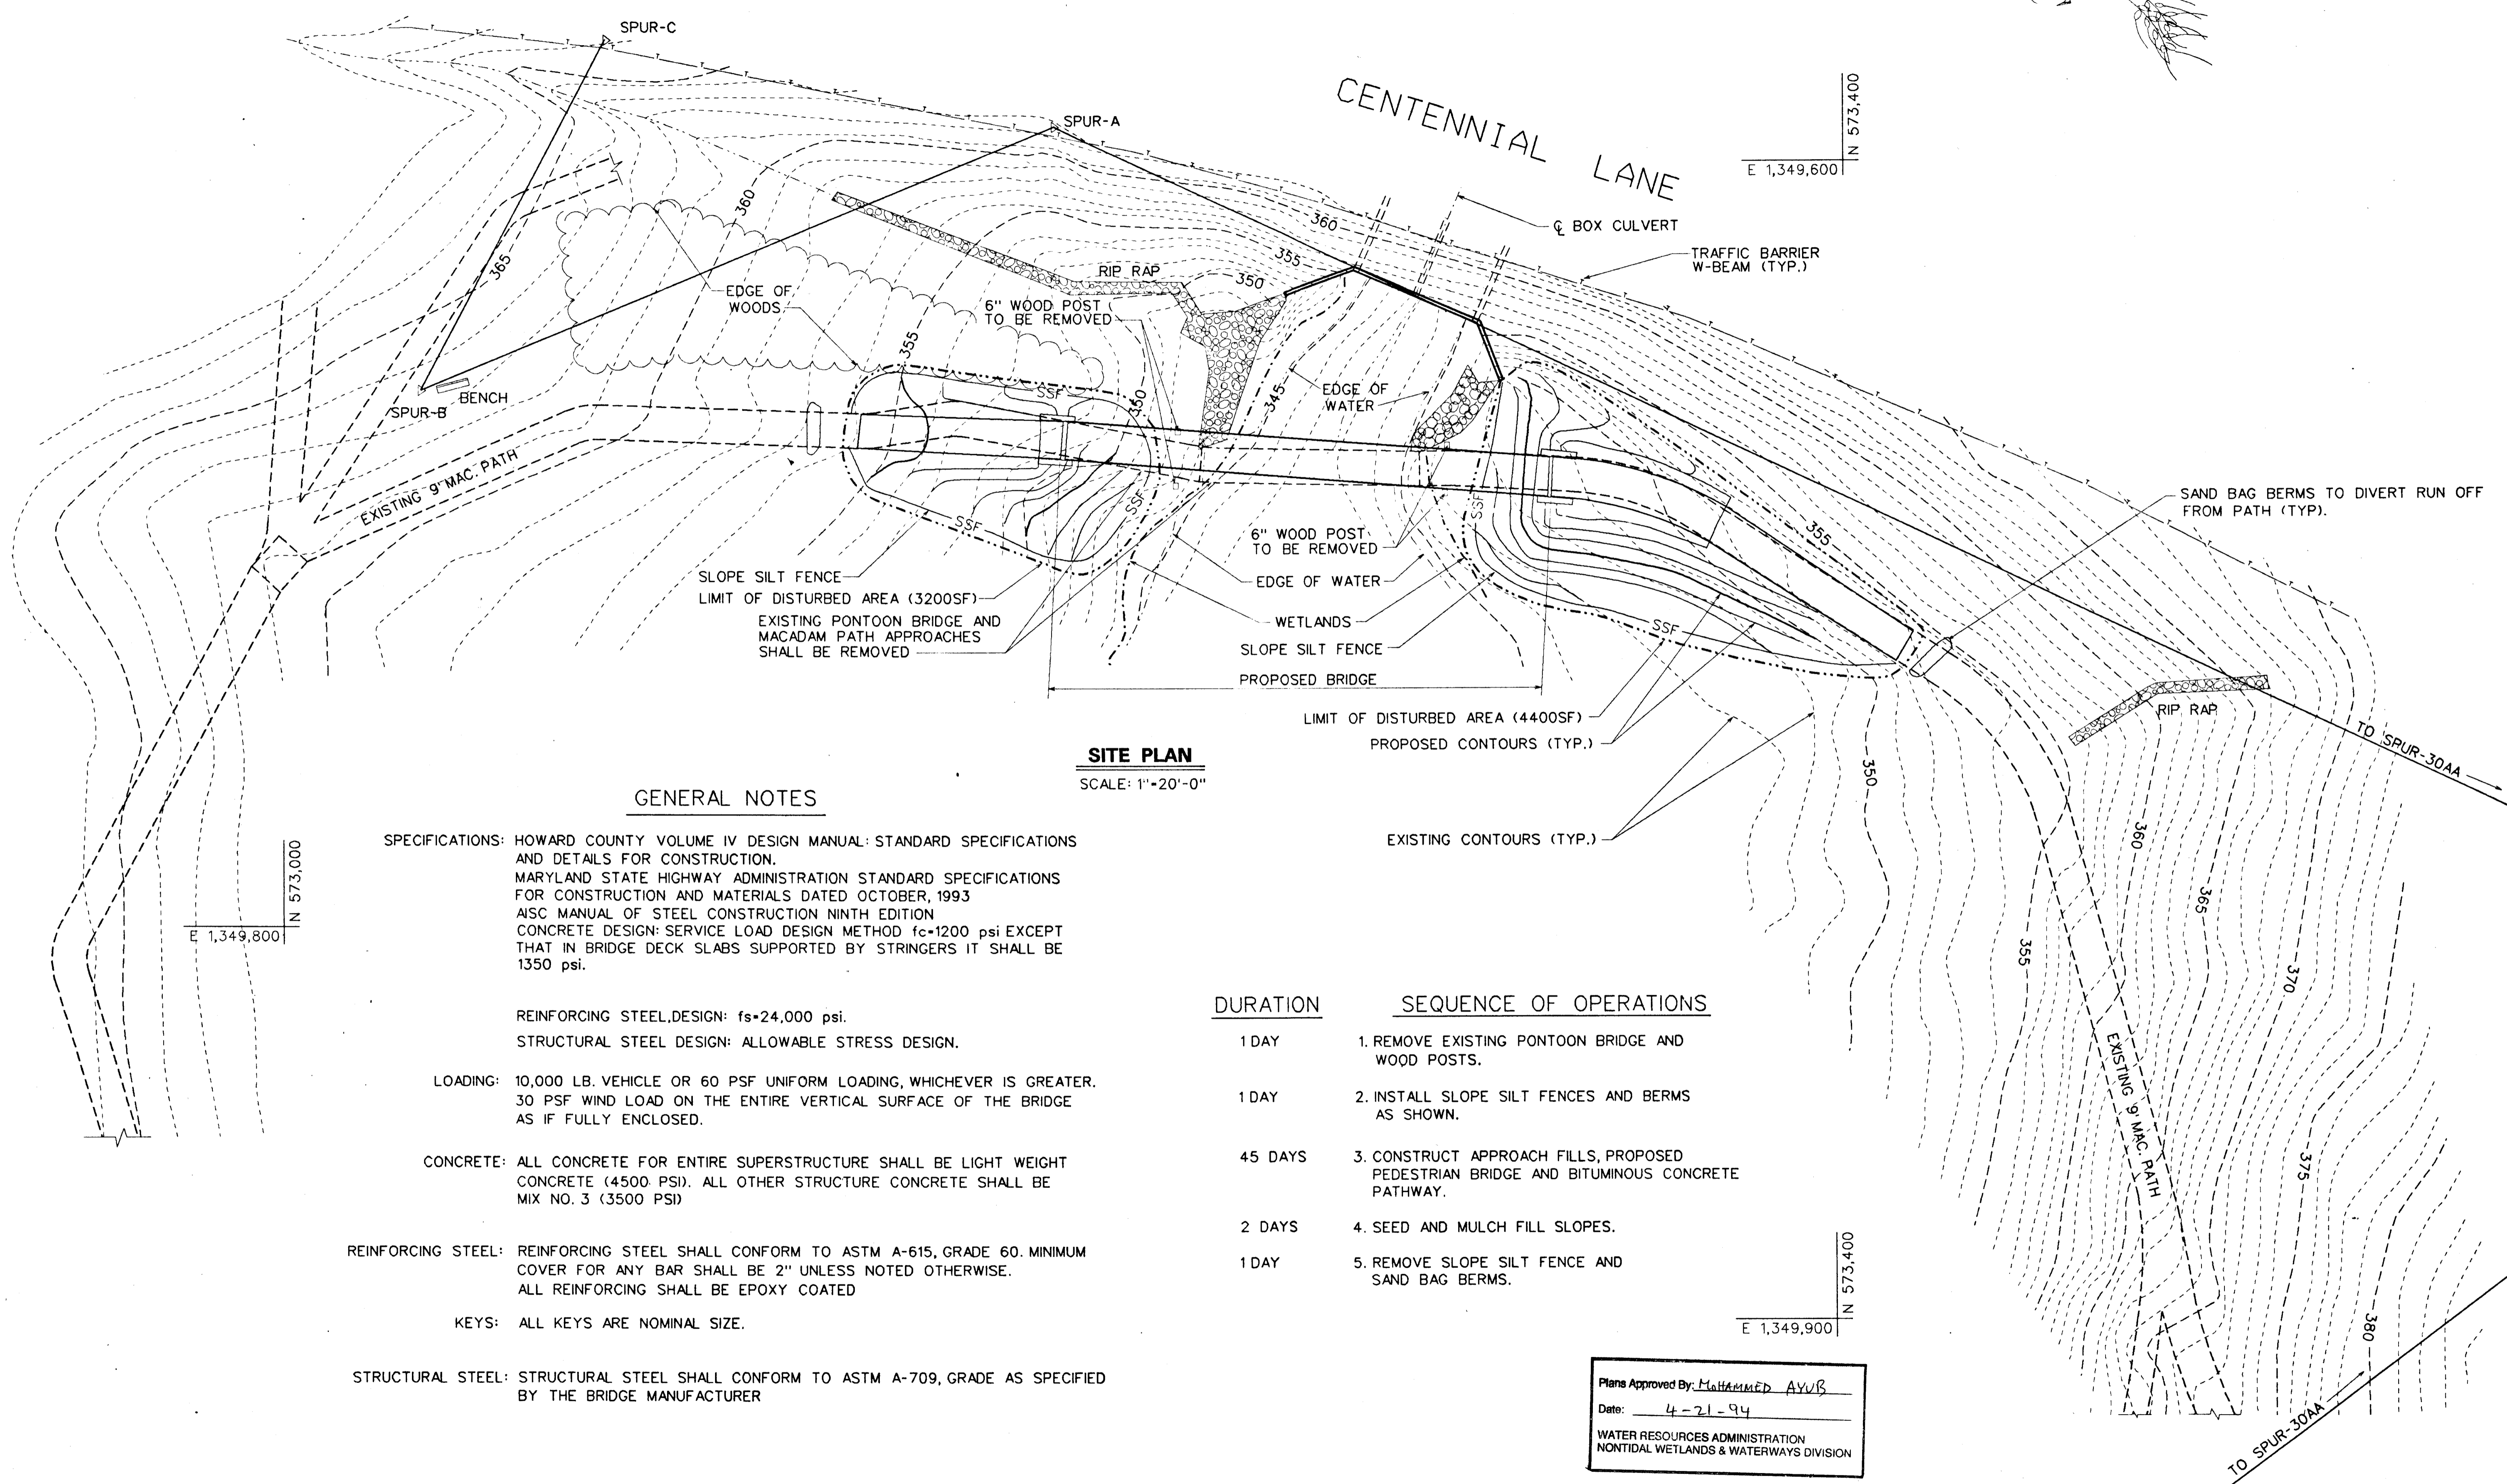 SPUR-C
SPUR-A
CENTENNIAL LANE
N 573,400
E 1,349,600
℄ BOX CULVERT
TRAFFIC BARRIER
W-BEAM (TYP.)
360
360
355
350
365
RIP RAP
EDGE OF
WOODS
6" WOOD POST
TO BE REMOVED
355
350
345
EDGE OF
WATER
SSF
BENCH
SPUR-B
EXISTING 9' MAC. PATH
SSF
SSF
SSF
SAND BAG BERMS TO DIVERT RUN OFF
FROM PATH (TYP).
355
6" WOOD POST
TO BE REMOVED
SLOPE SILT FENCE
LIMIT OF DISTURBED AREA (3200SF)
EXISTING PONTOON BRIDGE AND
MACADAM PATH APPROACHES
SHALL BE REMOVED
EDGE OF WATER
WETLANDS
SLOPE SILT FENCE
SSF
PROPOSED BRIDGE
LIMIT OF DISTURBED AREA (4400SF)
PROPOSED CONTOURS (TYP.)
RIP RAP
TO SPUR-30AA
350
EXISTING CONTOURS (TYP.)
SITE PLAN
SCALE: 1"=20'-0"
N 573,000
E 1,349,800
GENERAL NOTES
SPECIFICATIONS: HOWARD COUNTY VOLUME IV DESIGN MANUAL: STANDARD SPECIFICATIONS
AND DETAILS FOR CONSTRUCTION.
MARYLAND STATE HIGHWAY ADMINISTRATION STANDARD SPECIFICATIONS
FOR CONSTRUCTION AND MATERIALS DATED OCTOBER, 1993
AISC MANUAL OF STEEL CONSTRUCTION NINTH EDITION
CONCRETE DESIGN: SERVICE LOAD DESIGN METHOD fc=1200 psi EXCEPT
THAT IN BRIDGE DECK SLABS SUPPORTED BY STRINGERS IT SHALL BE
1350 psi.
REINFORCING STEEL, DESIGN: fs=24,000 psi.
STRUCTURAL STEEL DESIGN: ALLOWABLE STRESS DESIGN.
LOADING: 10,000 LB. VEHICLE OR 60 PSF UNIFORM LOADING, WHICHEVER IS GREATER.
30 PSF WIND LOAD ON THE ENTIRE VERTICAL SURFACE OF THE BRIDGE
AS IF FULLY ENCLOSED.
CONCRETE: ALL CONCRETE FOR ENTIRE SUPERSTRUCTURE SHALL BE LIGHT WEIGHT
CONCRETE (4500 PSI). ALL OTHER STRUCTURE CONCRETE SHALL BE
MIX NO. 3 (3500 PSI)
REINFORCING STEEL: REINFORCING STEEL SHALL CONFORM TO ASTM A-615, GRADE 60. MINIMUM
COVER FOR ANY BAR SHALL BE 2" UNLESS NOTED OTHERWISE.
ALL REINFORCING SHALL BE EPOXY COATED
KEYS: ALL KEYS ARE NOMINAL SIZE.
STRUCTURAL STEEL: STRUCTURAL STEEL SHALL CONFORM TO ASTM A-709, GRADE AS SPECIFIED
BY THE BRIDGE MANUFACTURER
DURATION SEQUENCE OF OPERATIONS
1 DAY 1. REMOVE EXISTING PONTOON BRIDGE AND
WOOD POSTS.
1 DAY 2. INSTALL SLOPE SILT FENCES AND BERMS
AS SHOWN.
45 DAYS 3. CONSTRUCT APPROACH FILLS, PROPOSED
PEDESTRIAN BRIDGE AND BITUMINOUS CONCRETE
PATHWAY.
2 DAYS 4. SEED AND MULCH FILL SLOPES.
1 DAY 5. REMOVE SLOPE SILT FENCE AND
SAND BAG BERMS.
360
365
355
370
EXISTING 9' MAC. PATH
375
380
N 573,400
E 1,349,900
TO SPUR-30AA
Plans Approved By: MOHAMMED AYUB
Date: 4-21-94
WATER RESOURCES ADMINISTRATION
NONTIDAL WETLANDS & WATERWAYS DIVISION